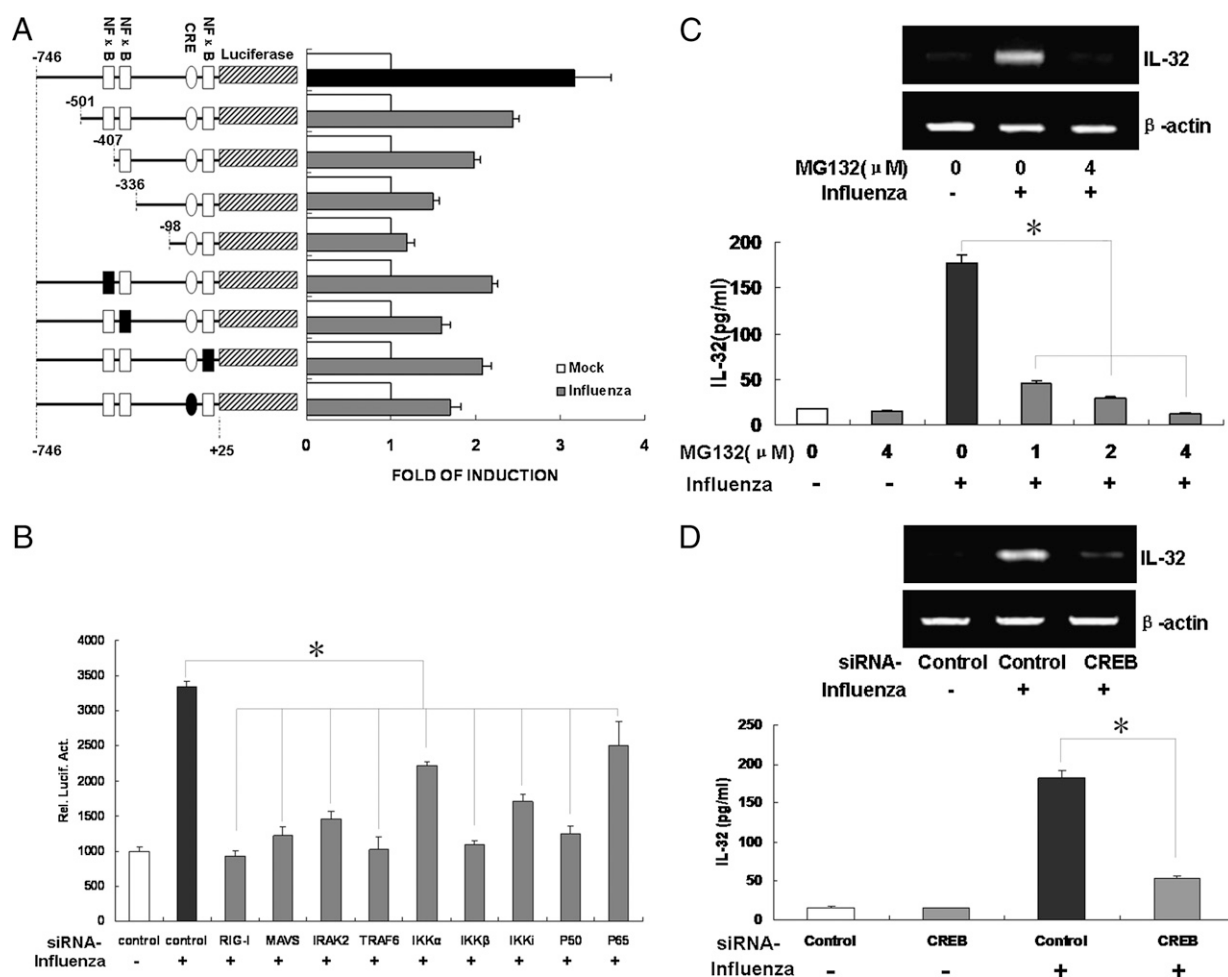 A
NFκB NFκB CRE NFκB
Luciferase
-746
-501
-407
-336
-98
Mock
Influenza
-746 +25
0 1 2 3 4
FOLD OF INDUCTION
B
4000
3500
3000
2500
2000
1500
1000
500
0
Rel. Lucif. Act.
*
siRNA- control control RIG-I MAVS IRAK2 TRAF6 IKKα IKKβ IKKi P50 P65
Influenza - + + + + + + + + + +
C
IL-32
β-actin
MG132(μM) 0 0 4
Influenza - + +
200
150
100
50
0
IL-32(pg/ml)
*
MG132(μM) 0 4 0 1 2 4
Influenza - - + + + +
D
IL-32
β-actin
siRNA- Control Control CREB
Influenza - + +
250
200
150
100
50
0
IL-32 (pg/ml)
*
siRNA- Control CREB Control CREB
Influenza - - + +